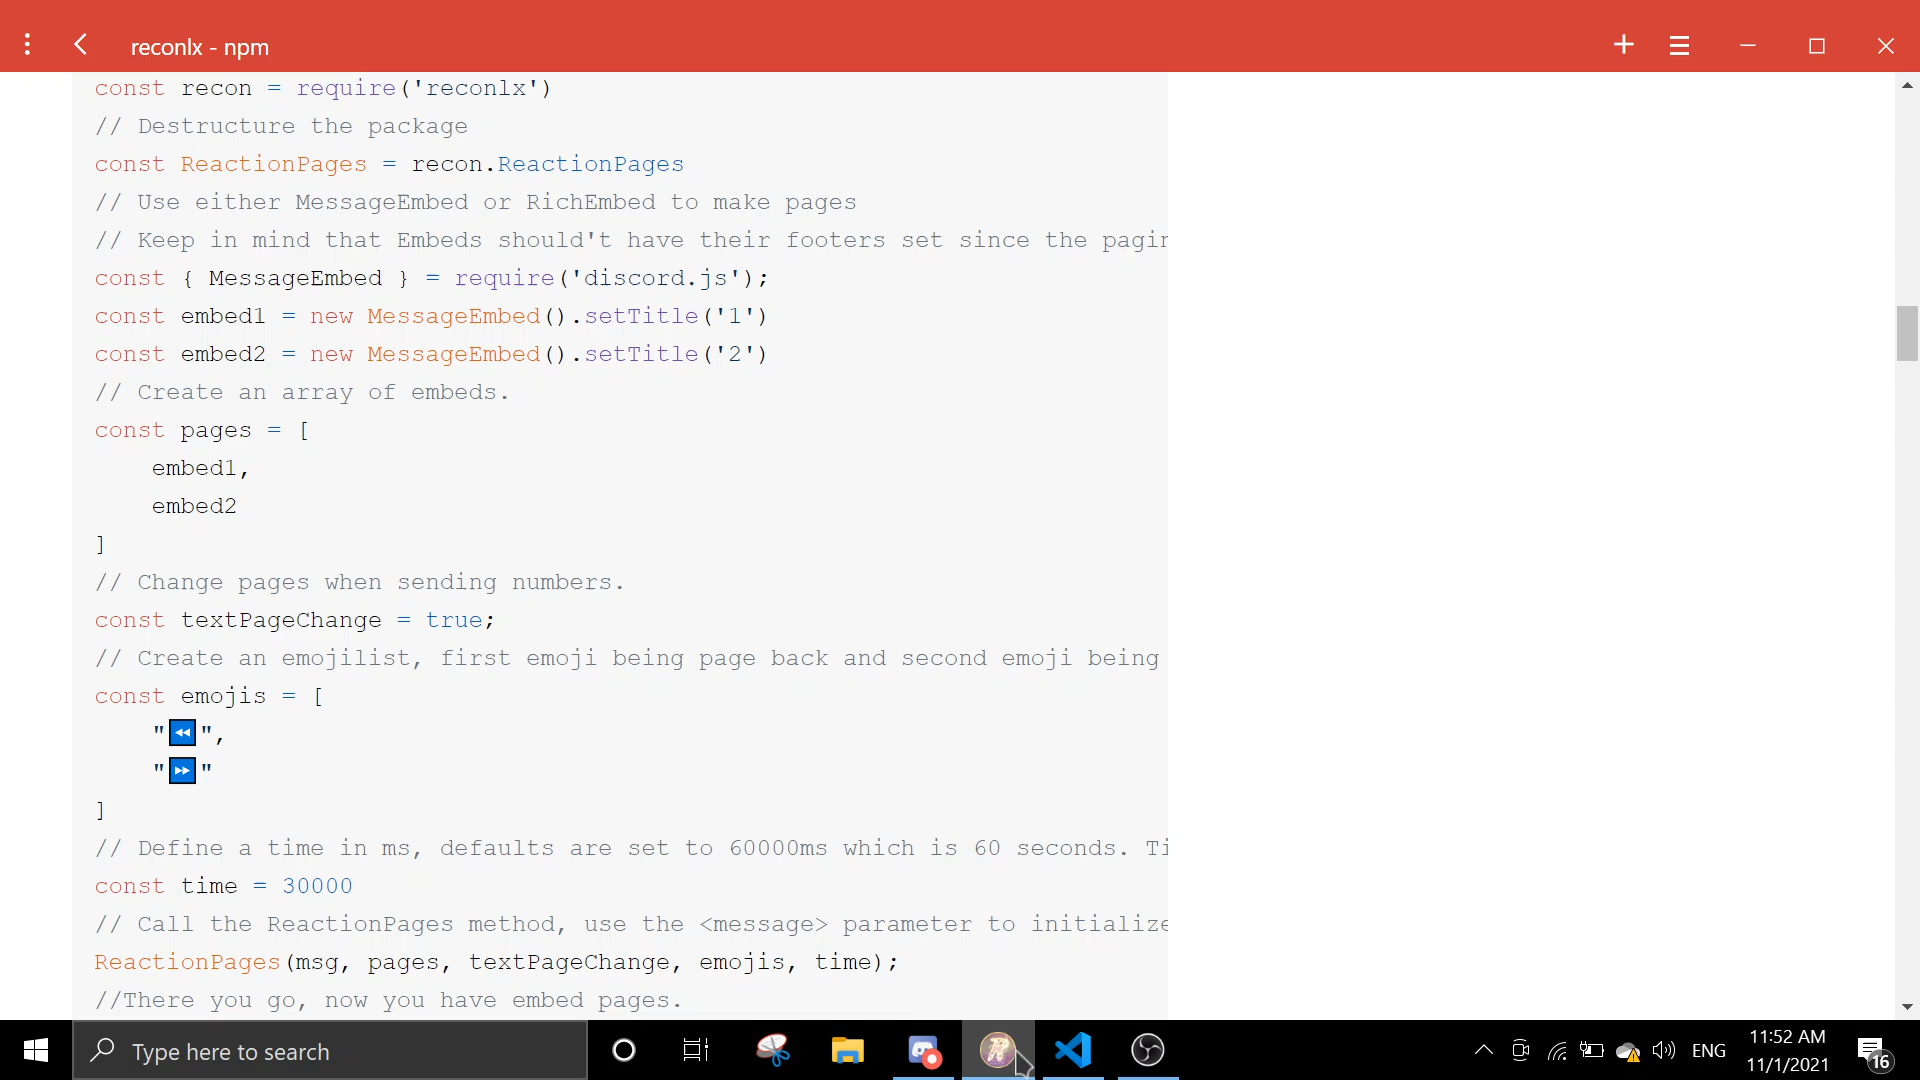 reconlx - npm
const recon = require('reconlx')
// Destructure the package
const ReactionPages = recon.ReactionPages
// Use either MessageEmbed or RichEmbed to make pages
// Keep in mind that Embeds should't have their footers set since the pagin
const { MessageEmbed } = require('discord.js');
const embed1 = new MessageEmbed().setTitle('1')
const embed2 = new MessageEmbed().setTitle('2')
// Create an array of embeds.
const pages = [
embed1,
embed2
]
// Change pages when sending numbers.
const textPageChange = true;
// Create an emojilist, first emoji being page back and second emoji being
const emojis = [
"⏪",
"⏩"
]
// Define a time in ms, defaults are set to 60000ms which is 60 seconds. Ti
const time = 30000
// Call the ReactionPages method, use the <message> parameter to initialize
ReactionPages(msg, pages, textPageChange, emojis, time);
//There you go, now you have embed pages.
Type here to search
ENG
11:52 AM
11/1/2021
16